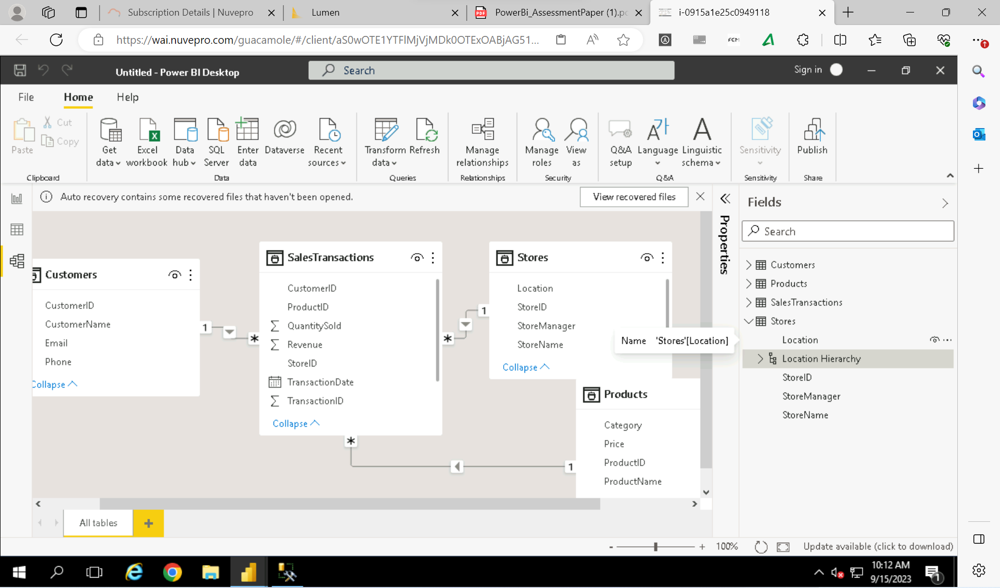 Subscription Details | Nuvepro
Lumen
PDF
PowerBi_AssessmentPaper (1).pd
i-0915a1e25c0949118
https://wai.nuvepro.com/guacamole/#/client/aS0wOTE1YTFlMjVjMDk0OTExOABjAG51...
FCM
Untitled - Power BI Desktop
Search
Sign in
File
Home
Help
Paste
Cut
Copy
Get data
Excel workbook
Data hub
SQL Server
Enter data
Dataverse
Recent sources
Transform data
Refresh
Manage relationships
Manage roles
View as
Q&A setup
Language
Linguistic schema
Sensitivity
Publish
Clipboard
Data
Queries
Relationships
Security
Q&A
Sensitivity
Share
Auto recovery contains some recovered files that haven't been opened.
View recovered files
Properties
Fields
Search
Customers
CustomerID
CustomerName
Email
Phone
Collapse
1
*
SalesTransactions
CustomerID
ProductID
QuantitySold
Revenue
StoreID
TransactionDate
TransactionID
Collapse
*
1
Stores
Location
StoreID
StoreManager
StoreName
Collapse
Name 'Stores'[Location]
*
1
Products
Category
Price
ProductID
ProductName
Customers
Products
SalesTransactions
Stores
Location
Location Hierarchy
StoreID
StoreManager
StoreName
All tables
+
- + 100%
Update available (click to download)
10:12 AM
9/15/2023
1